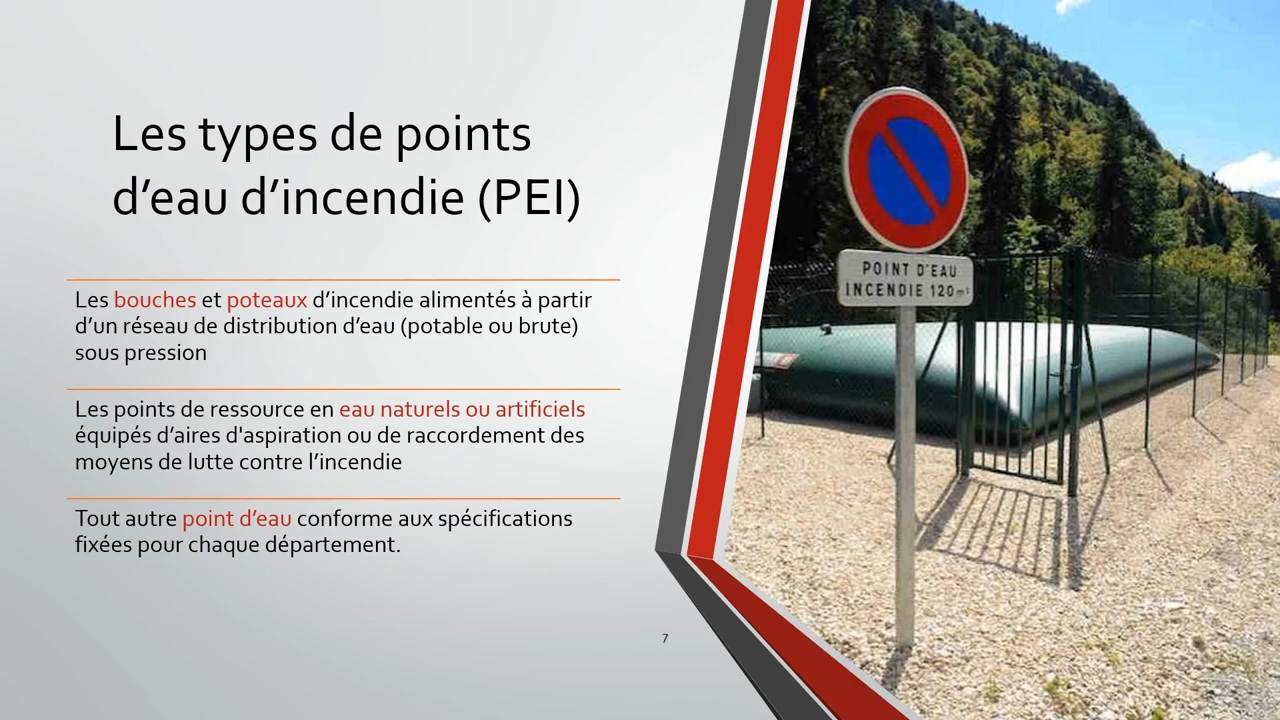 Les types de points
d’eau d’incendie (PEI)
Les bouches et poteaux d’incendie alimentés à partir
d’un réseau de distribution d’eau (potable ou brute)
sous pression
Les points de ressource en eau naturels ou artificiels
équipés d’aires d'aspiration ou de raccordement des
moyens de lutte contre l’incendie
Tout autre point d’eau conforme aux spécifications
fixées pour chaque département.
7
POINT D'EAU
INCENDIE 120m³